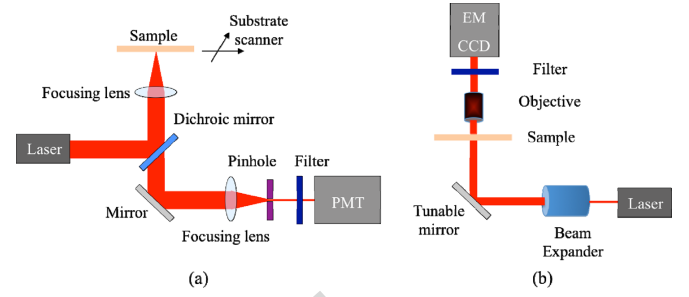 Sample
Substrate
scanner
Focusing lens
Dichroic mirror
Laser
Pinhole
Filter
Mirror
PMT
Focusing lens
(a)
EM
CCD
Filter
Objective
Sample
Laser
Tunable
mirror
Beam
Expander
(b)